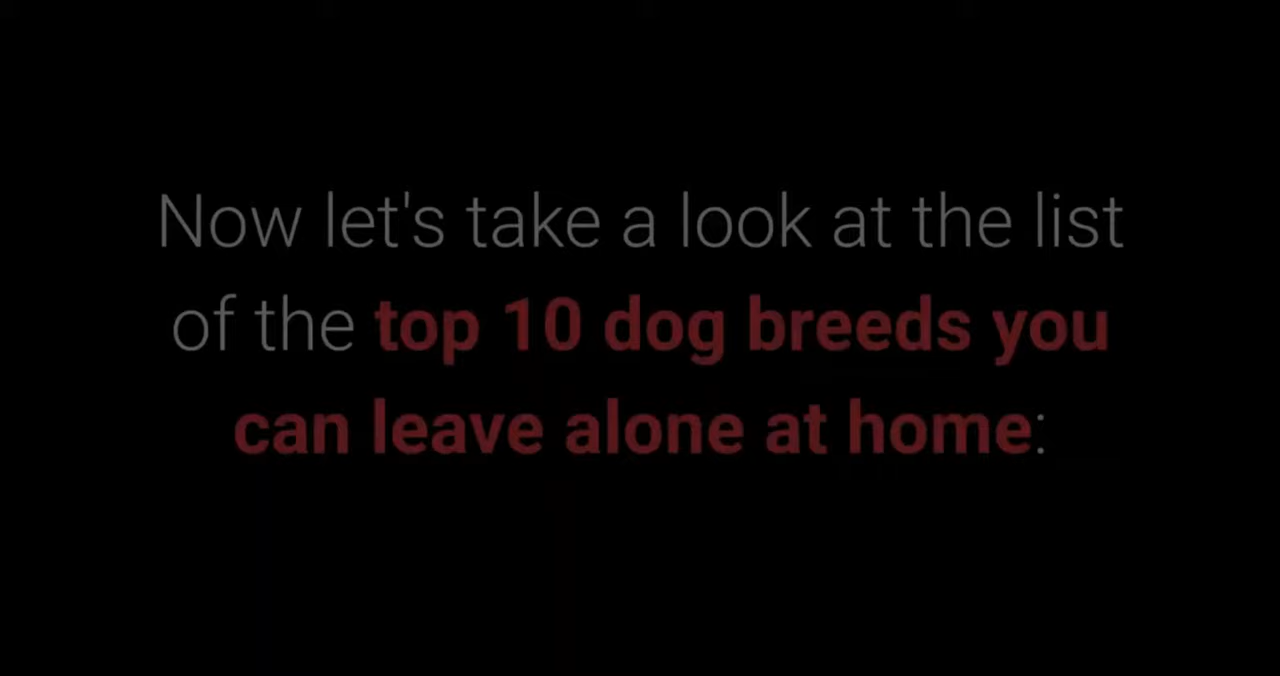 Now let's take a look at the list
of the top 10 dog breeds you
can leave alone at home: